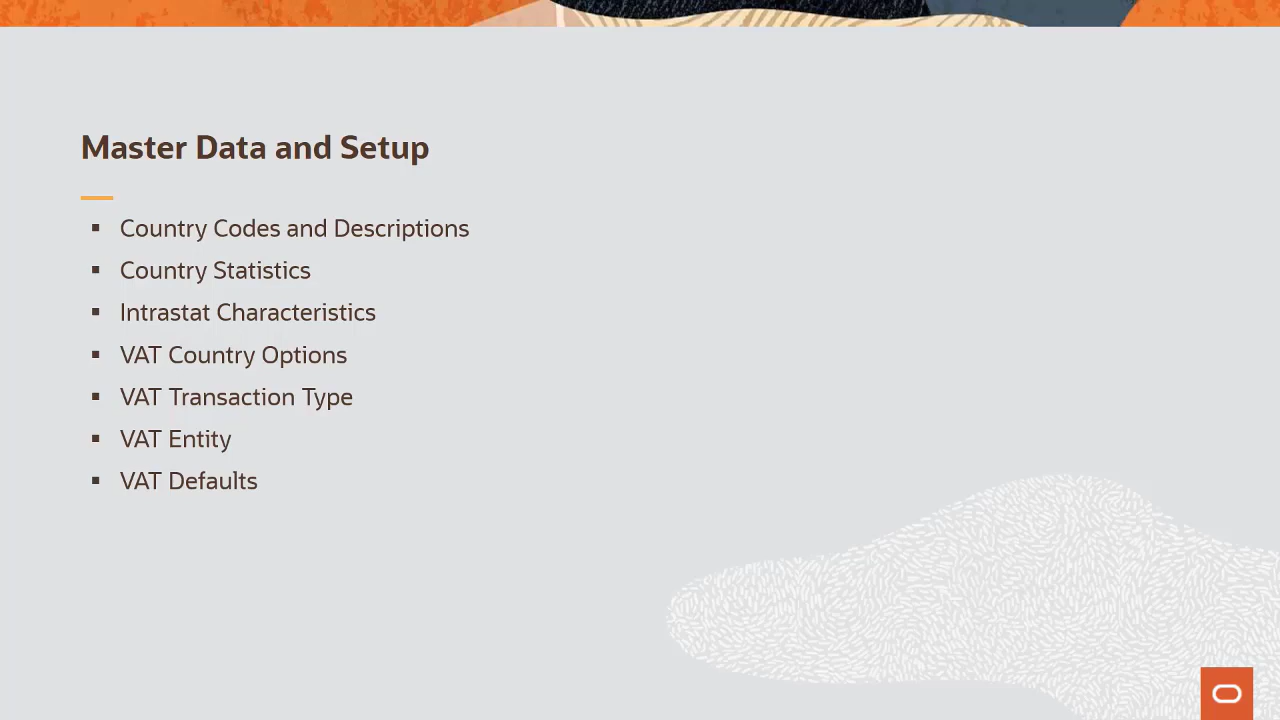 Master Data and Setup
Country Codes and Descriptions
Country Statistics
Intrastat Characteristics
VAT Country Options
VAT Transaction Type
VAT Entity
VAT Defaults